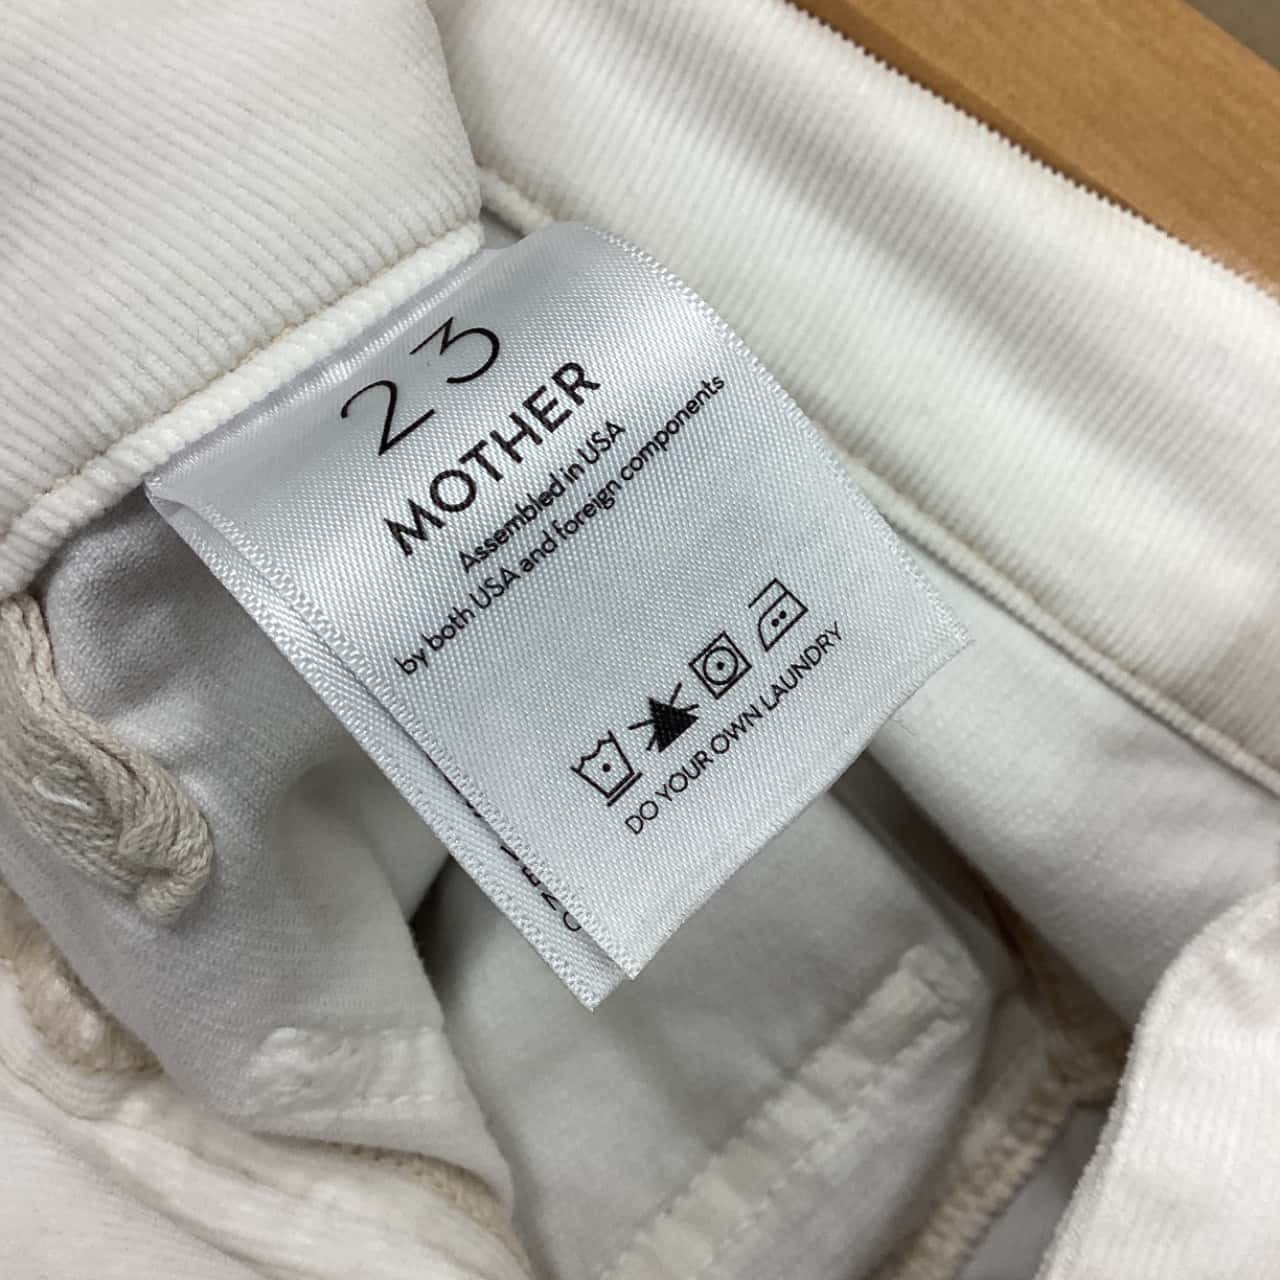 23
MOTHER
Assembled in USA
by both USA and foreign components
DO YOUR OWN LAUNDRY